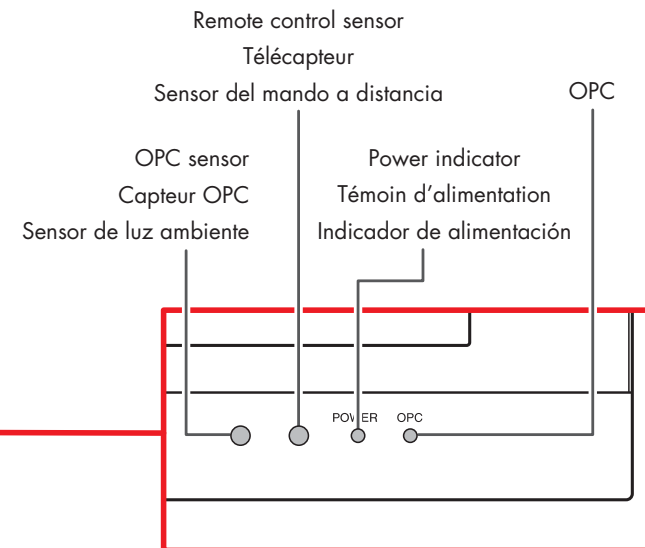 Remote control sensor
Télécapteur
Sensor del mando a distancia
OPC
OPC sensor
Capteur OPC
Sensor de luz ambiente
Power indicator
Témoin d’alimentation
Indicador de alimentación
POWER
OPC